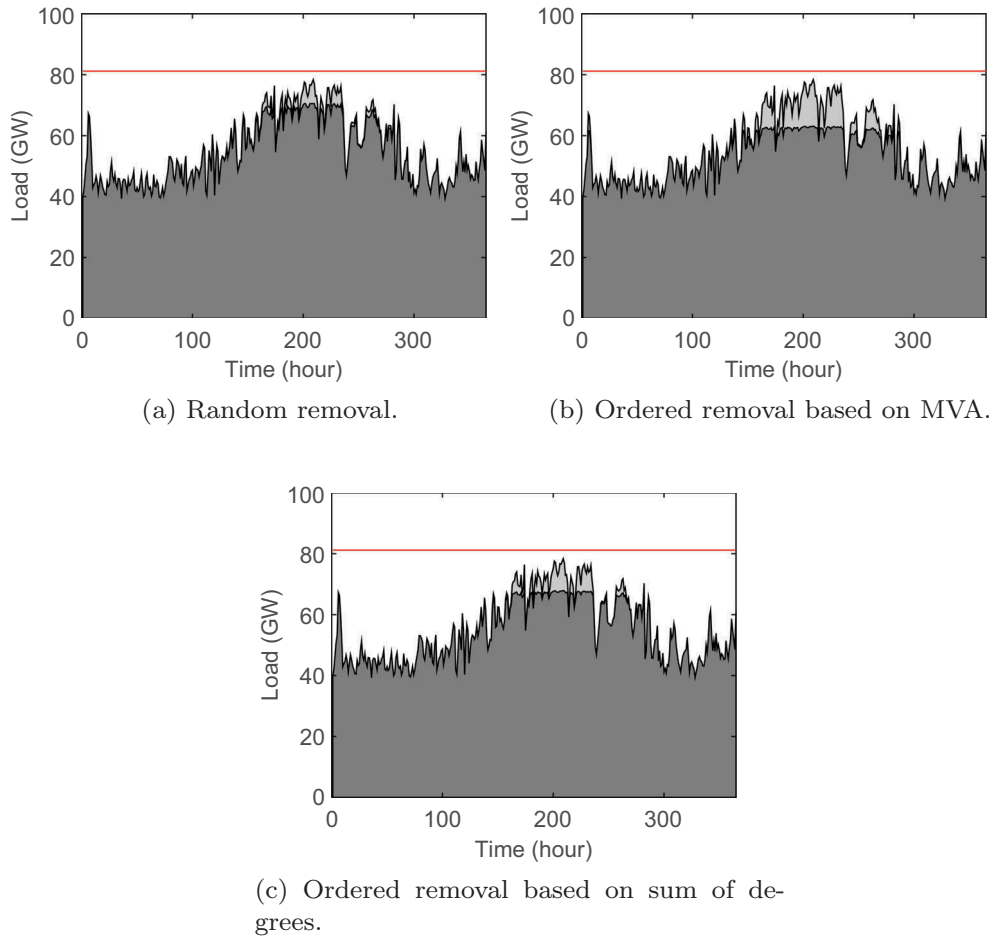 100
80
60
40
20
0
Load (GW)
0 100 200 300
Time (hour)
(a) Random removal.
100
80
60
40
20
0
Load (GW)
0 100 200 300
Time (hour)
(b) Ordered removal based on MVA.
100
80
60
40
20
0
Load (GW)
0 100 200 300
Time (hour)
(c) Ordered removal based on sum of de-
grees.